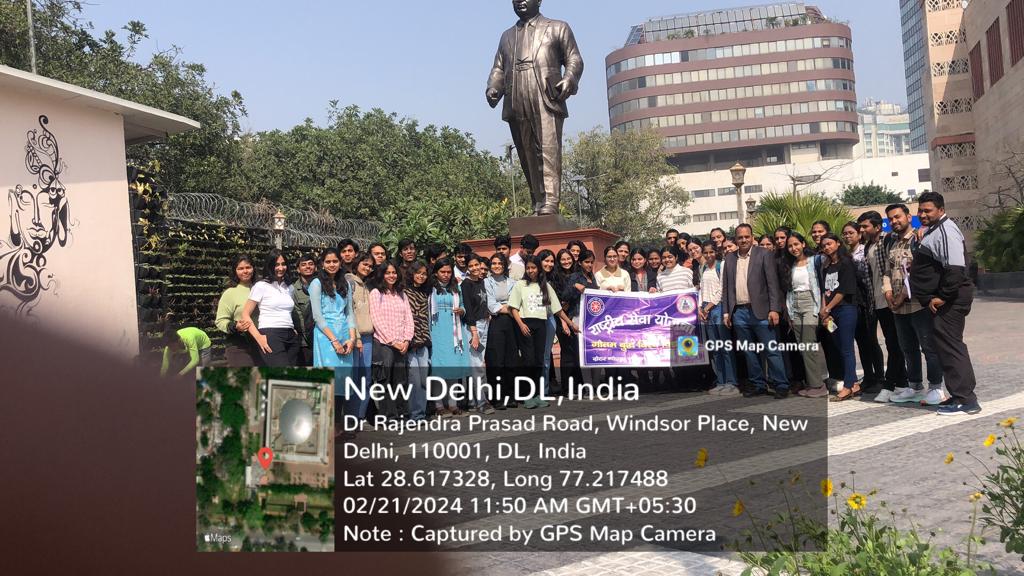 राष्ट्रीय सेवा योजना
गौतम बुद्ध
GPS Map Camera
New Delhi,DL,India
Dr Rajendra Prasad Road, Windsor Place, New
Delhi, 110001, DL, India
Lat 28.617328, Long 77.217488
02/21/2024 11:50 AM GMT+05:30
Note : Captured by GPS Map Camera
Maps